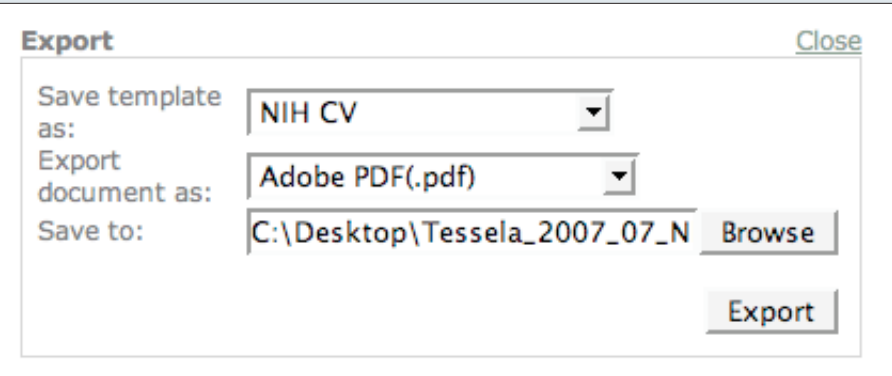 Export Close
Save template
as: NIH CV
Export
document as: Adobe PDF(.pdf)
Save to: C:\Desktop\Tessela_2007_07_N Browse
Export